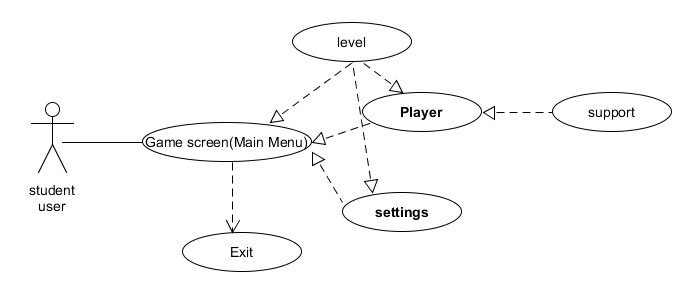 level
Player
support
Game screen(Main Menu)
student
user
settings
Exit